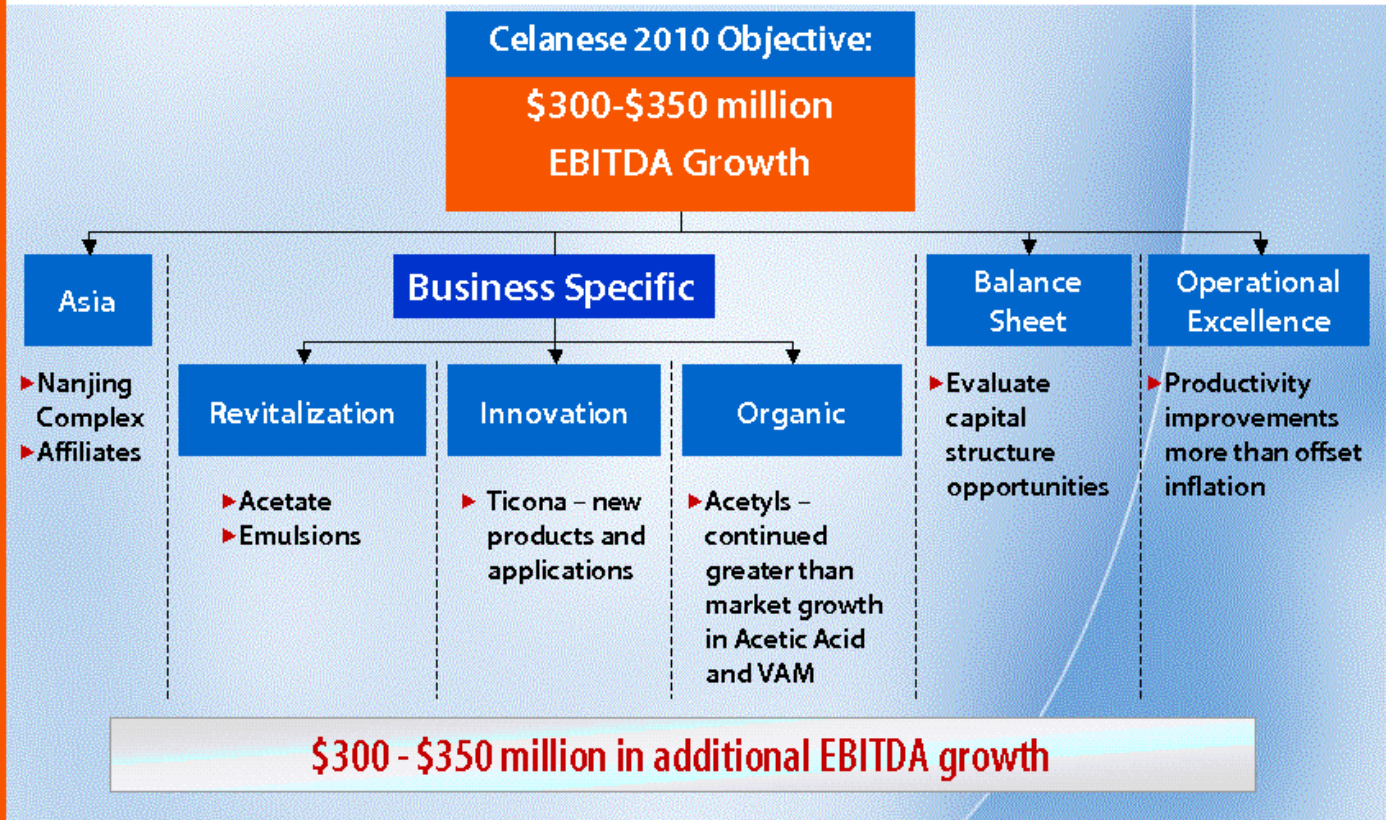 Celanese 2010 Objective:
$300-$350 million
EBITDA Growth
Asia
►Nanjing
Complex
►Affiliates
Business Specific
Revitalization
►Acetate
►Emulsions
Innovation
► Ticona – new
products and
applications
Organic
►Acetyls –
continued
greater than
market growth
in Acetic Acid
and VAM
Balance
Sheet
►Evaluate
capital
structure
opportunities
Operational
Excellence
►Productivity
improvements
more than offset
inflation
$300 - $350 million in additional EBITDA growth